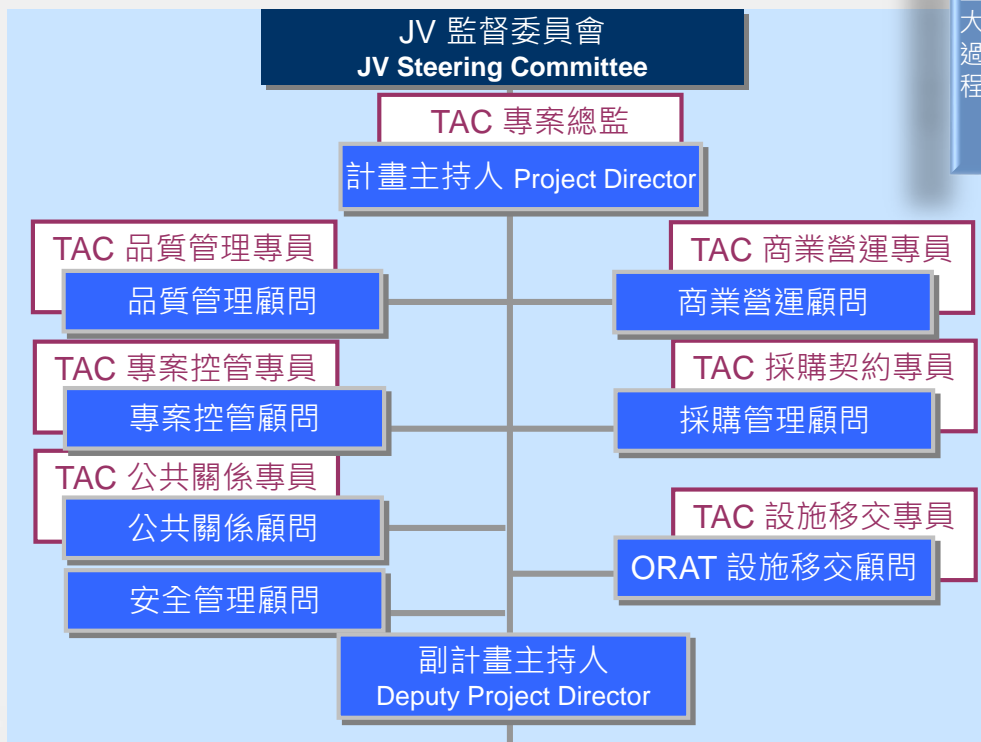 JV 監督委員會
JV Steering Committee
TAC 專案總監
計畫主持人 Project Director
TAC 品質管理專員
品質管理顧問
TAC 商業營運專員
商業營運顧問
TAC 專案控管專員
專案控管顧問
TAC 採購契約專員
採購管理顧問
TAC 公共關係專員
公共關係顧問
TAC 設施移交專員
ORAT 設施移交顧問
安全管理顧問
副計畫主持人
Deputy Project Director
大
過
程